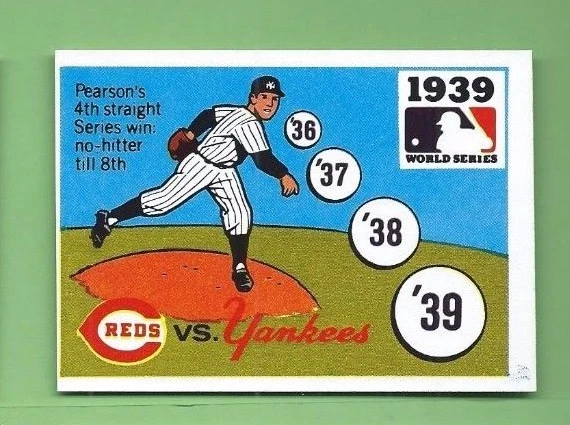 Pearson's
4th straight
Series win:
no-hitter
till 8th
NY
'36
'37
'38
'39
1939
WORLD SERIES
REDS VS. Yankees